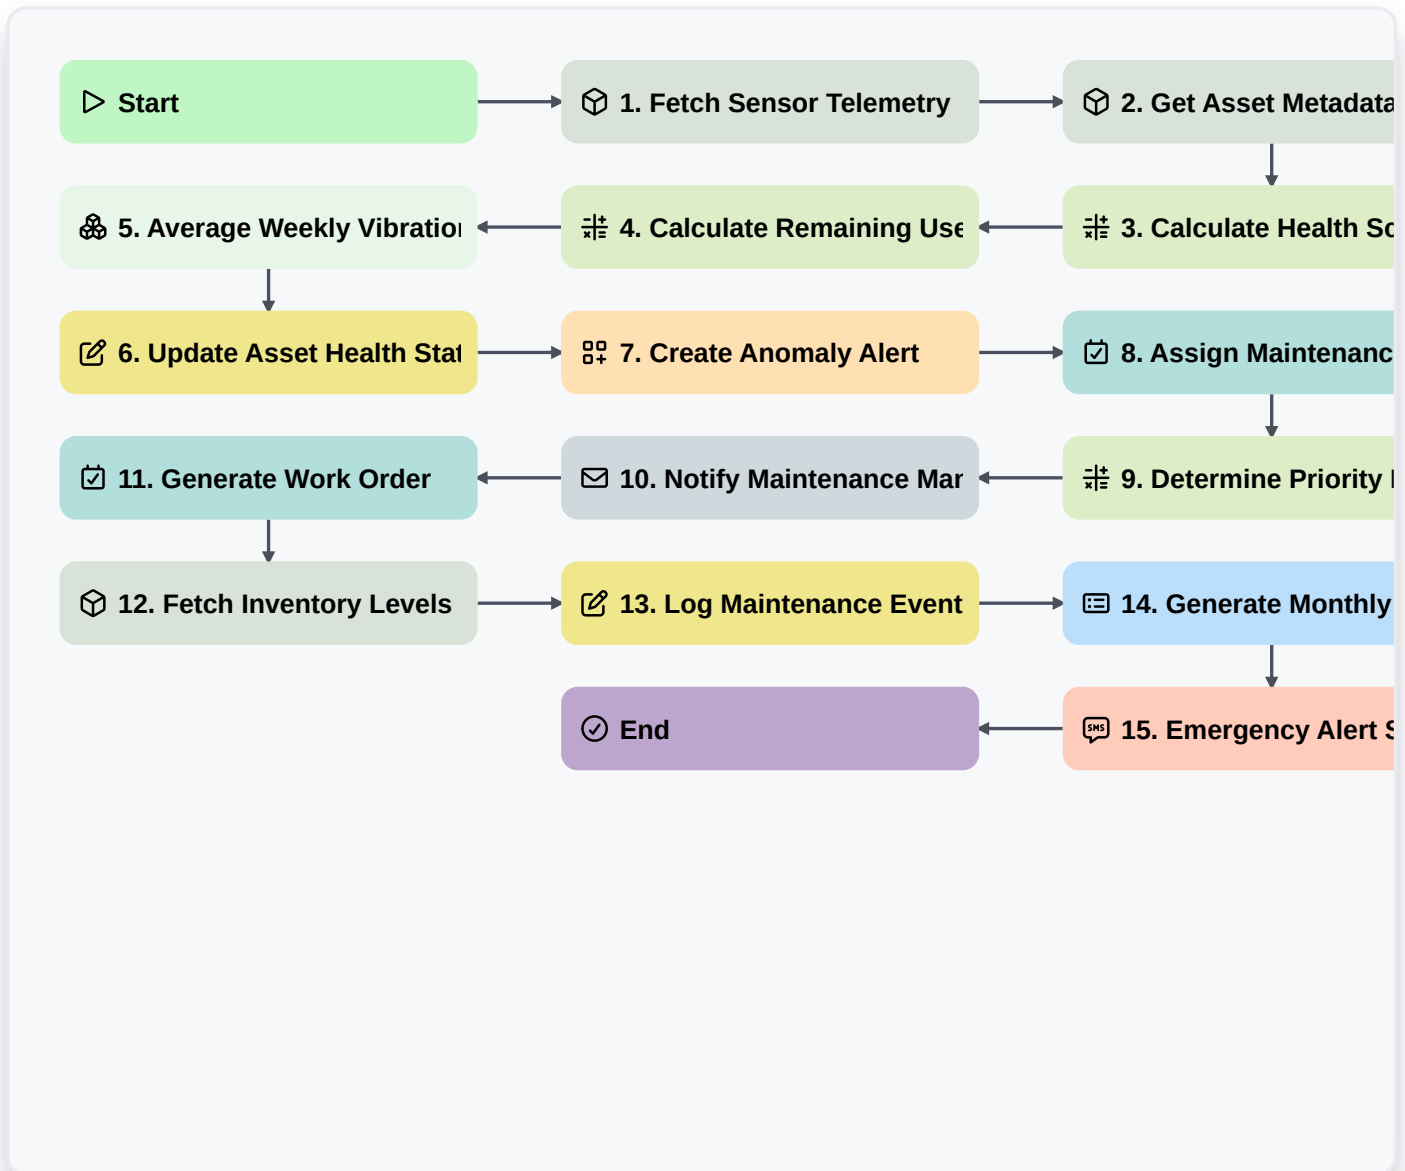 Start
1. Fetch Sensor Telemetry
2. Get Asset Metadata
5. Average Weekly Vibration
4. Calculate Remaining Use
3. Calculate Health Sc
6. Update Asset Health Stat
7. Create Anomaly Alert
8. Assign Maintenanc
11. Generate Work Order
10. Notify Maintenance Man
9. Determine Priority
12. Fetch Inventory Levels
13. Log Maintenance Event
14. Generate Monthly
End
SMS
15. Emergency Alert S